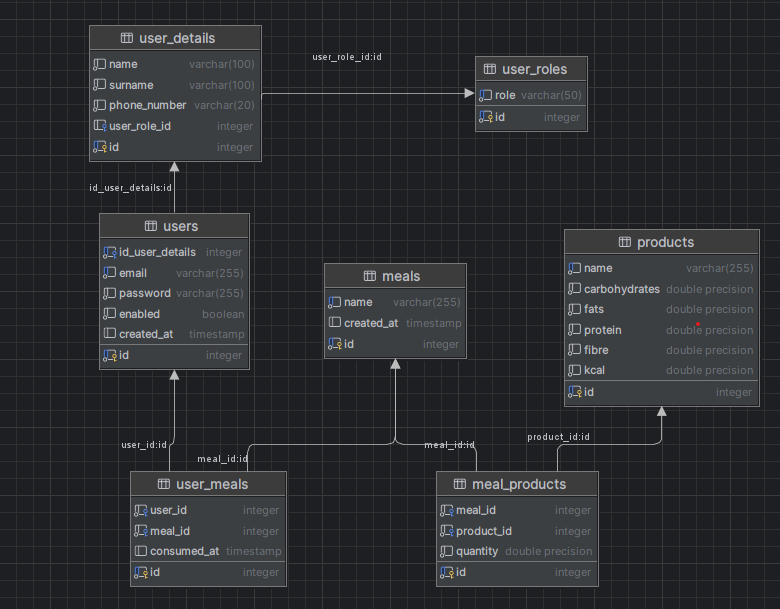 user_details
name varchar(100)
surname varchar(100)
phone_number varchar(20)
user_role_id integer
id integer
user_role_id:id
user_roles
role varchar(50)
id integer
id_user_details:id
users
id_user_details integer
email varchar(255)
password varchar(255)
enabled boolean
created_at timestamp
id integer
meals
name varchar(255)
created_at timestamp
id integer
products
name varchar(255)
carbohydrates double precision
fats double precision
protein double precision
fibre double precision
kcal double precision
id integer
user_id:id
meal_id:id
meal_id:id
product_id:id
user_meals
user_id integer
meal_id integer
consumed_at timestamp
id integer
meal_products
meal_id integer
product_id integer
quantity double precision
id integer